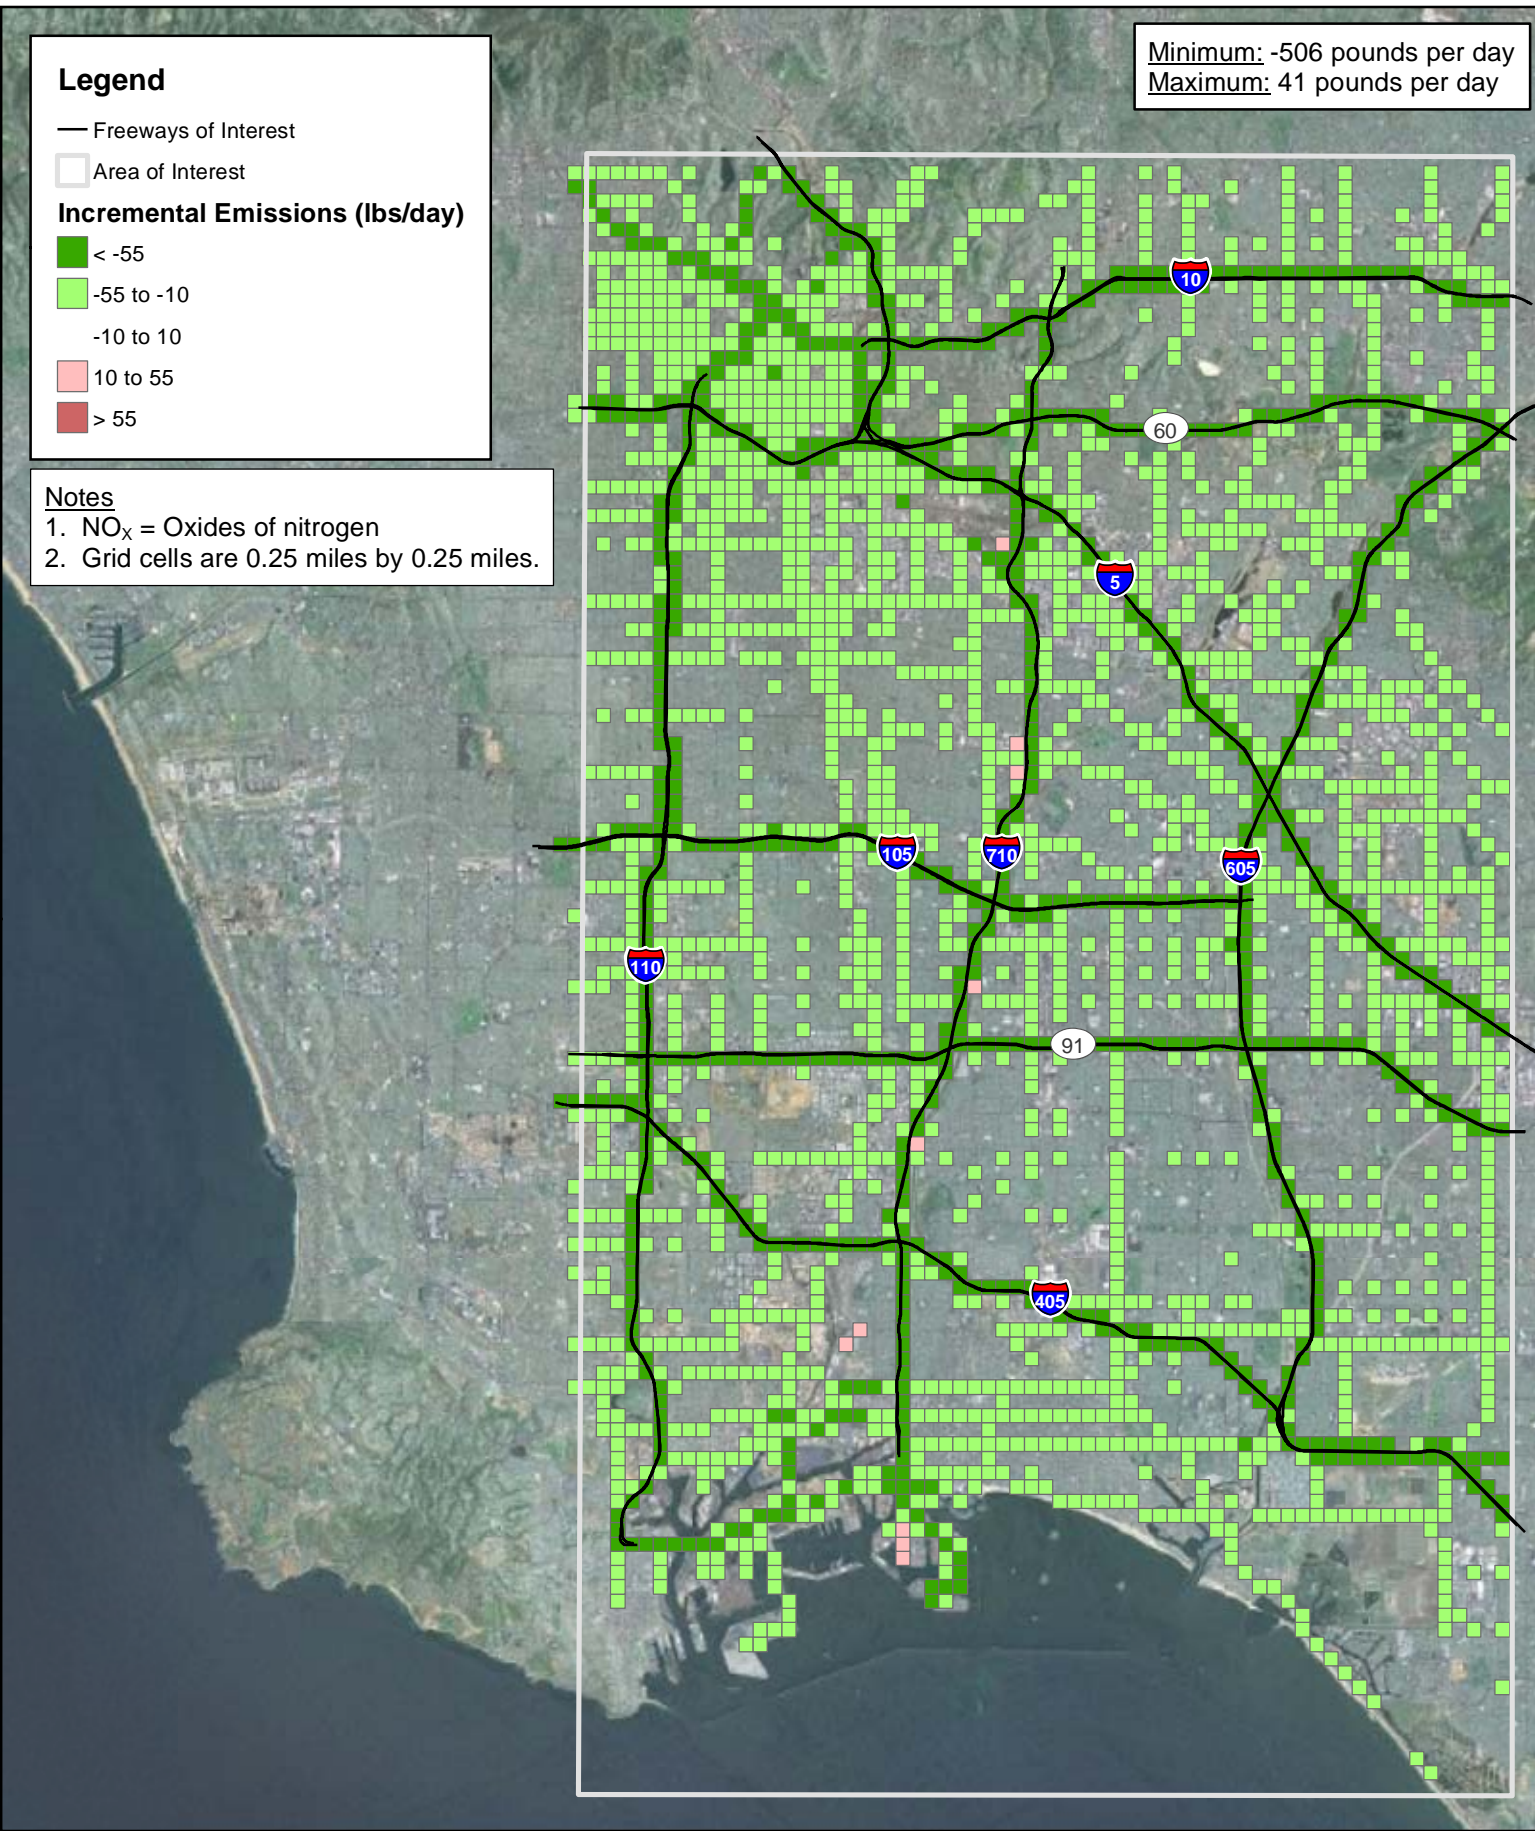 Legend
Freeways of Interest
Area of Interest
Incremental Emissions (lbs/day)
< -55
-55 to -10
-10 to 10
10 to 55
> 55
Notes
1. NOX = Oxides of nitrogen
2. Grid cells are 0.25 miles by 0.25 miles.
Minimum: -506 pounds per day
Maximum: 41 pounds per day
10
60
5
105
710
605
110
91
405